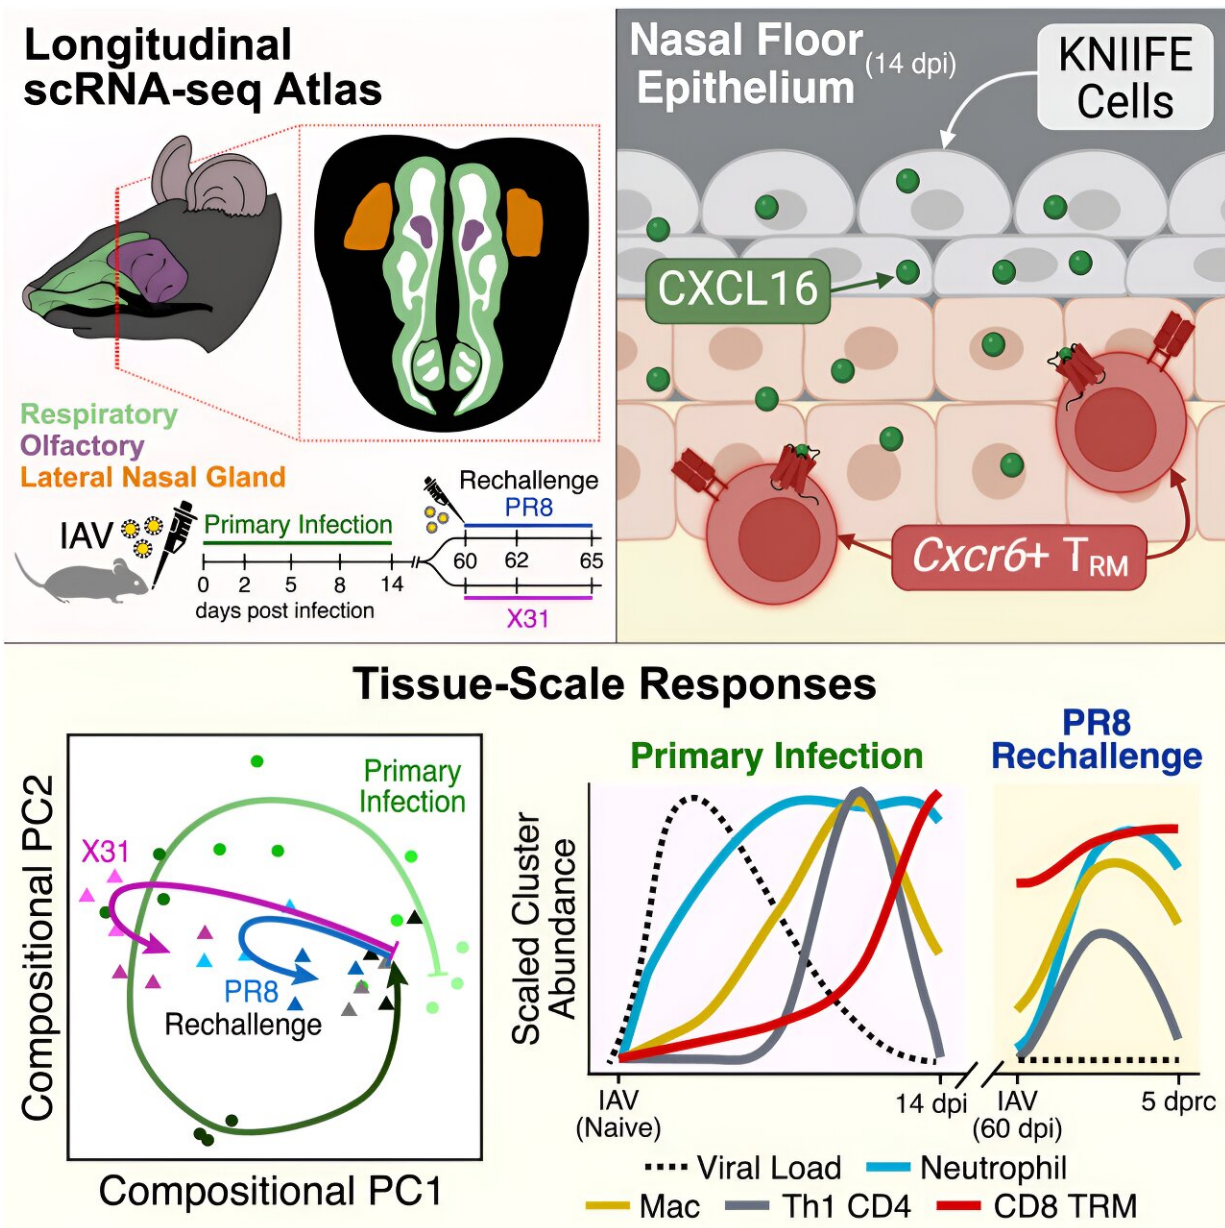 Longitudinal
scRNA-seq Atlas
Respiratory
Olfactory
Lateral Nasal Gland
IAV
Primary Infection
0 2 5 8 14
days post infection
Rechallenge
PR8
60 62 65
X31
Nasal Floor
Epithelium (14 dpi)
KNIIFE
Cells
CXCL16
Cxcr6+ TRM
Tissue-Scale Responses
Compositional PC2
Primary
Infection
X31
PR8
Rechallenge
Compositional PC1
Primary Infection
PR8
Rechallenge
Scaled Cluster
Abundance
IAV
(Naive)
14 dpi
IAV
(60 dpi)
5 dprc
Viral Load
Neutrophil
Mac
Th1 CD4
CD8 TRM